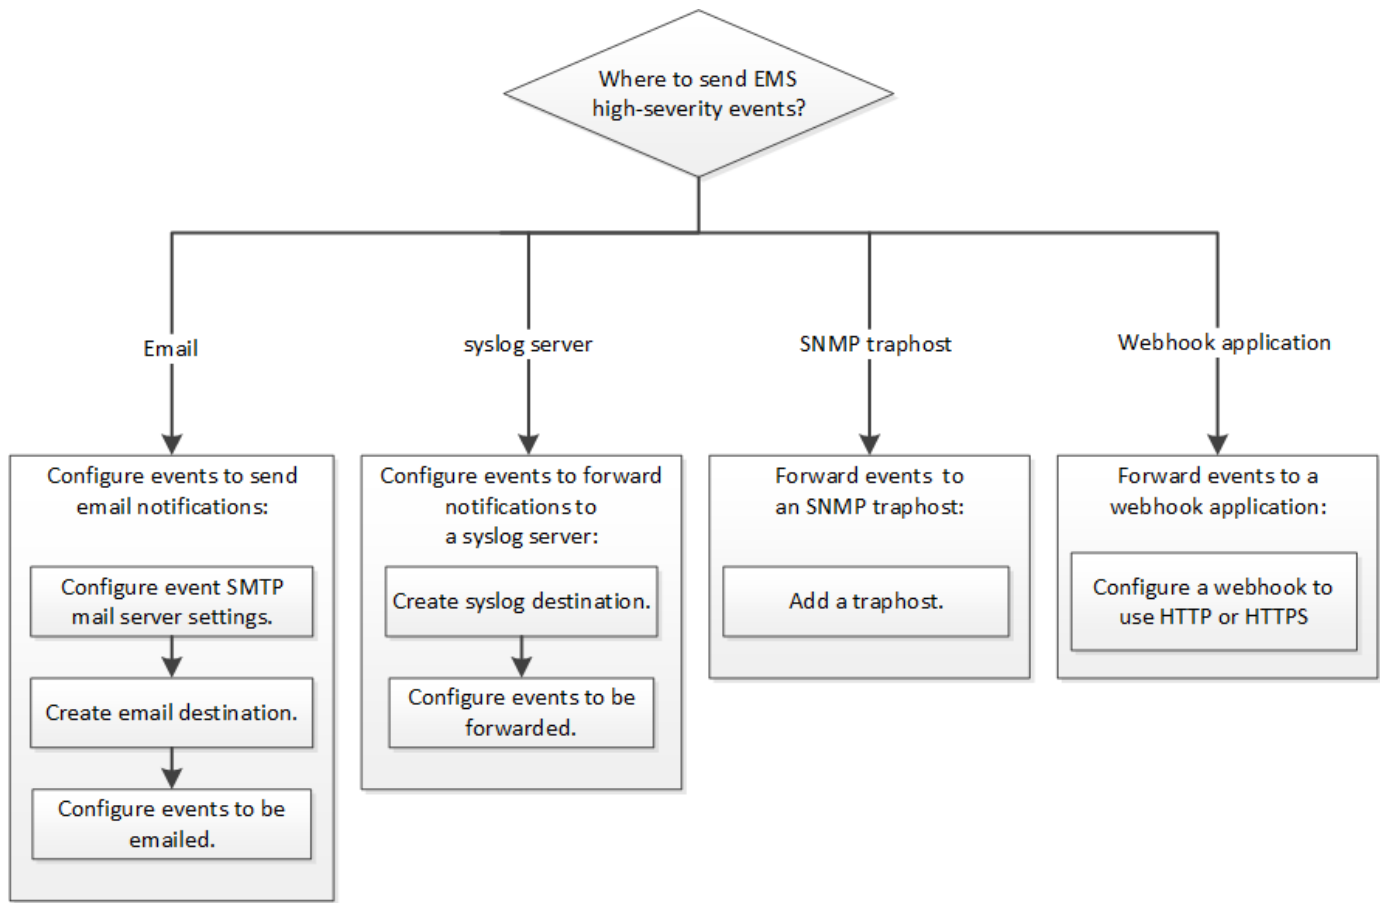 Where to send EMS
high-severity events?
Email
syslog server
SNMP traphost
Webhook application
Configure events to send
email notifications:
Configure event SMTP
mail server settings.
Create email destination.
Configure events to be
emailed.
Configure events to forward
notifications to
a syslog server:
Create syslog destination.
Configure events to be
forwarded.
Forward events to
an SNMP traphost:
Add a traphost.
Forward events to a
webhook application:
Configure a webhook to
use HTTP or HTTPS